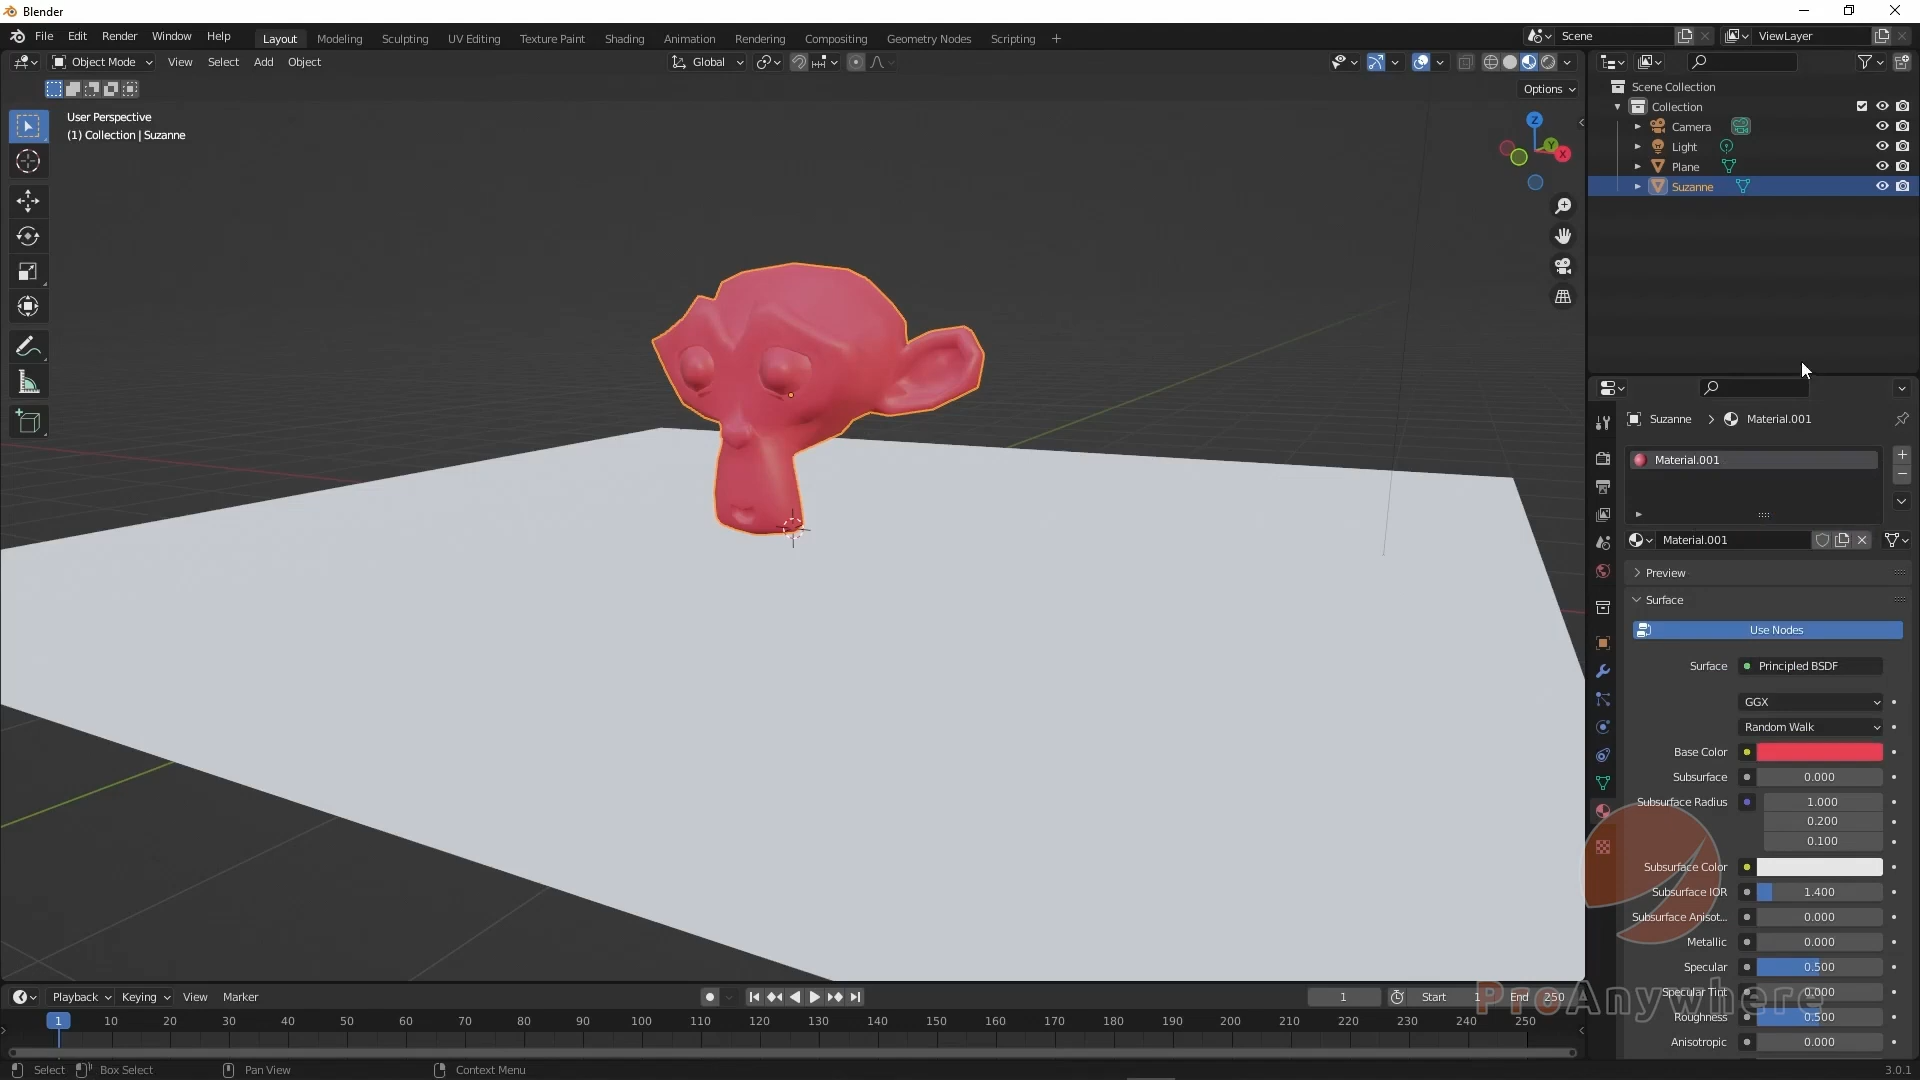 Blender
File Edit Render Window Help Layout Modeling Sculpting UV Editing Texture Paint Shading Animation Rendering Compositing Geometry Nodes Scripting + Scene ViewLayer
Object Mode View Select Add Object Global
Options
User Perspective
(1) Collection | Suzanne
Z
Y
X
Scene Collection
Collection
Camera
Light
Plane
Suzanne
Suzanne > Material.001
Material.001
Material.001
Preview
Surface
Use Nodes
Surface Principled BSDF
GGX
Random Walk
Base Color
Subsurface 0.000
Subsurface Radius 1.000
0.200
0.100
Subsurface Color
Subsurface IOR 1.400
Subsurface Anisot... 0.000
Metallic 0.000
Specular 0.500
Specular Tint 0.000
Roughness 0.500
Anisotropic 0.000
ProAnywhere
Playback Keying View Marker 1 Start 1 End 250
1 10 20 30 40 50 60 70 80 90 100 110 120 130 140 150 160 170 180 190 200 210 220 230 240 250
Select Box Select Pan View Context Menu 3.0.1